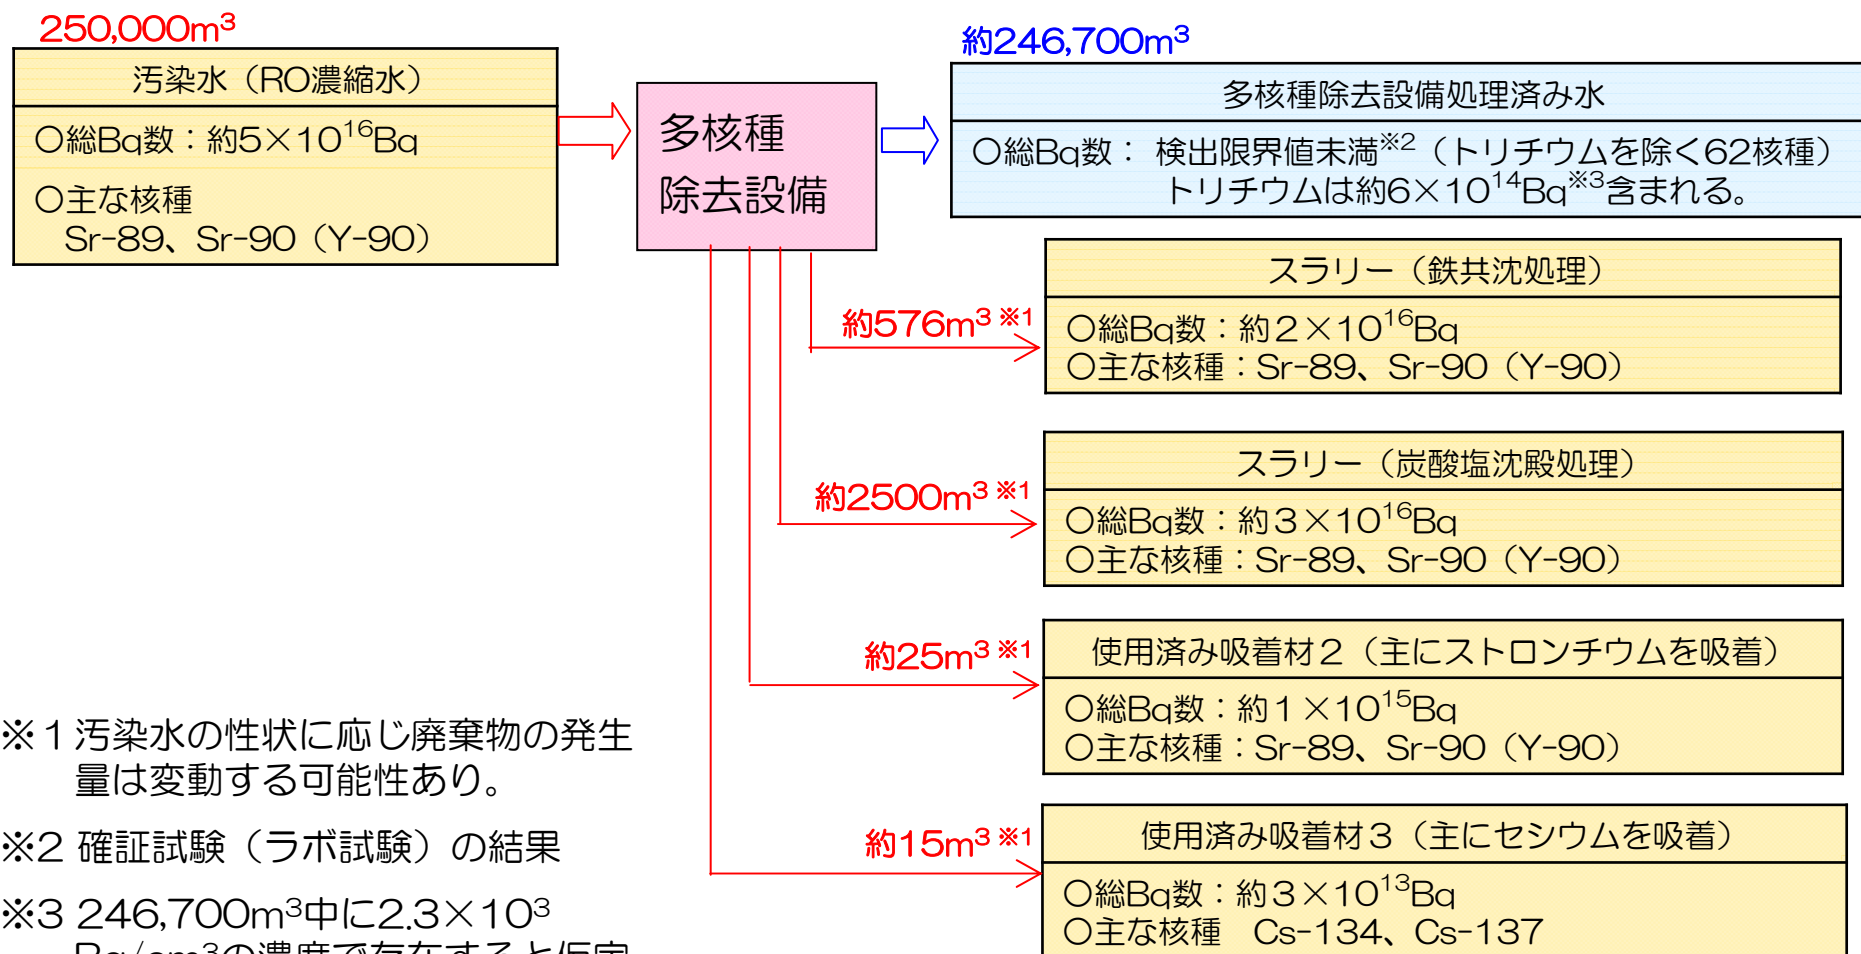 250,000m³
汚染水（RO濃縮水）
○総Bq数：約5×10¹⁶Bq
○主な核種
Sr-89、Sr-90（Y-90）
多核種
除去設備
約246,700m³
多核種除去設備処理済み水
○総Bq数： 検出限界値未満※2（トリチウムを除く62核種）
トリチウムは約6×10¹⁴Bq※3含まれる。
約576m³ ※1
スラリー（鉄共沈処理）
○総Bq数：約２×10¹⁶Bq
○主な核種：Sr-89、Sr-90（Y-90）
約2500m³ ※1
スラリー（炭酸塩沈殿処理）
○総Bq数：約３×10¹⁶Bq
○主な核種：Sr-89、Sr-90（Y-90）
約25m³ ※1
使用済み吸着材２（主にストロンチウムを吸着）
○総Bq数：約１×10¹⁵Bq
○主な核種：Sr-89、Sr-90（Y-90）
約15m³ ※1
使用済み吸着材３（主にセシウムを吸着）
○総Bq数：約３×10¹³Bq
○主な核種　Cs-134、Cs-137
※１汚染水の性状に応じ廃棄物の発生
量は変動する可能性あり。
※2 確証試験（ラボ試験）の結果
※3 246,700m³中に2.3×10³
Bq/cm³の濃度で存在すると仮定